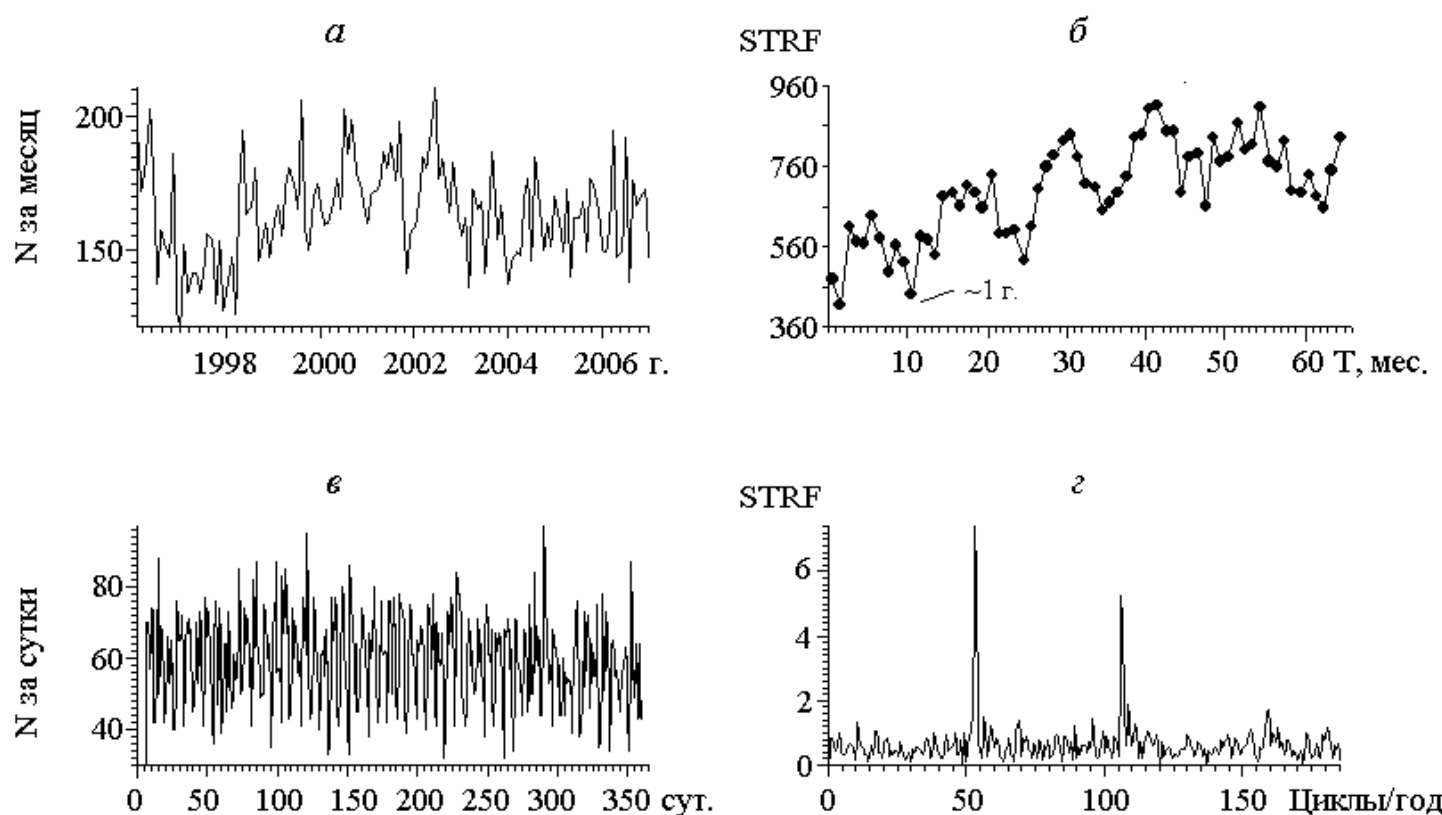 а
N за месяц
200
150
1998 2000 2002 2004 2006 г.
б
STRF
960
760
560
360
~1 г.
10 20 30 40 50 60 T, мес.
в
N за сутки
80
60
40
0 50 100 150 200 250 300 350 сут.
г
STRF
6
4
2
0
0 50 100 150 Циклы/год